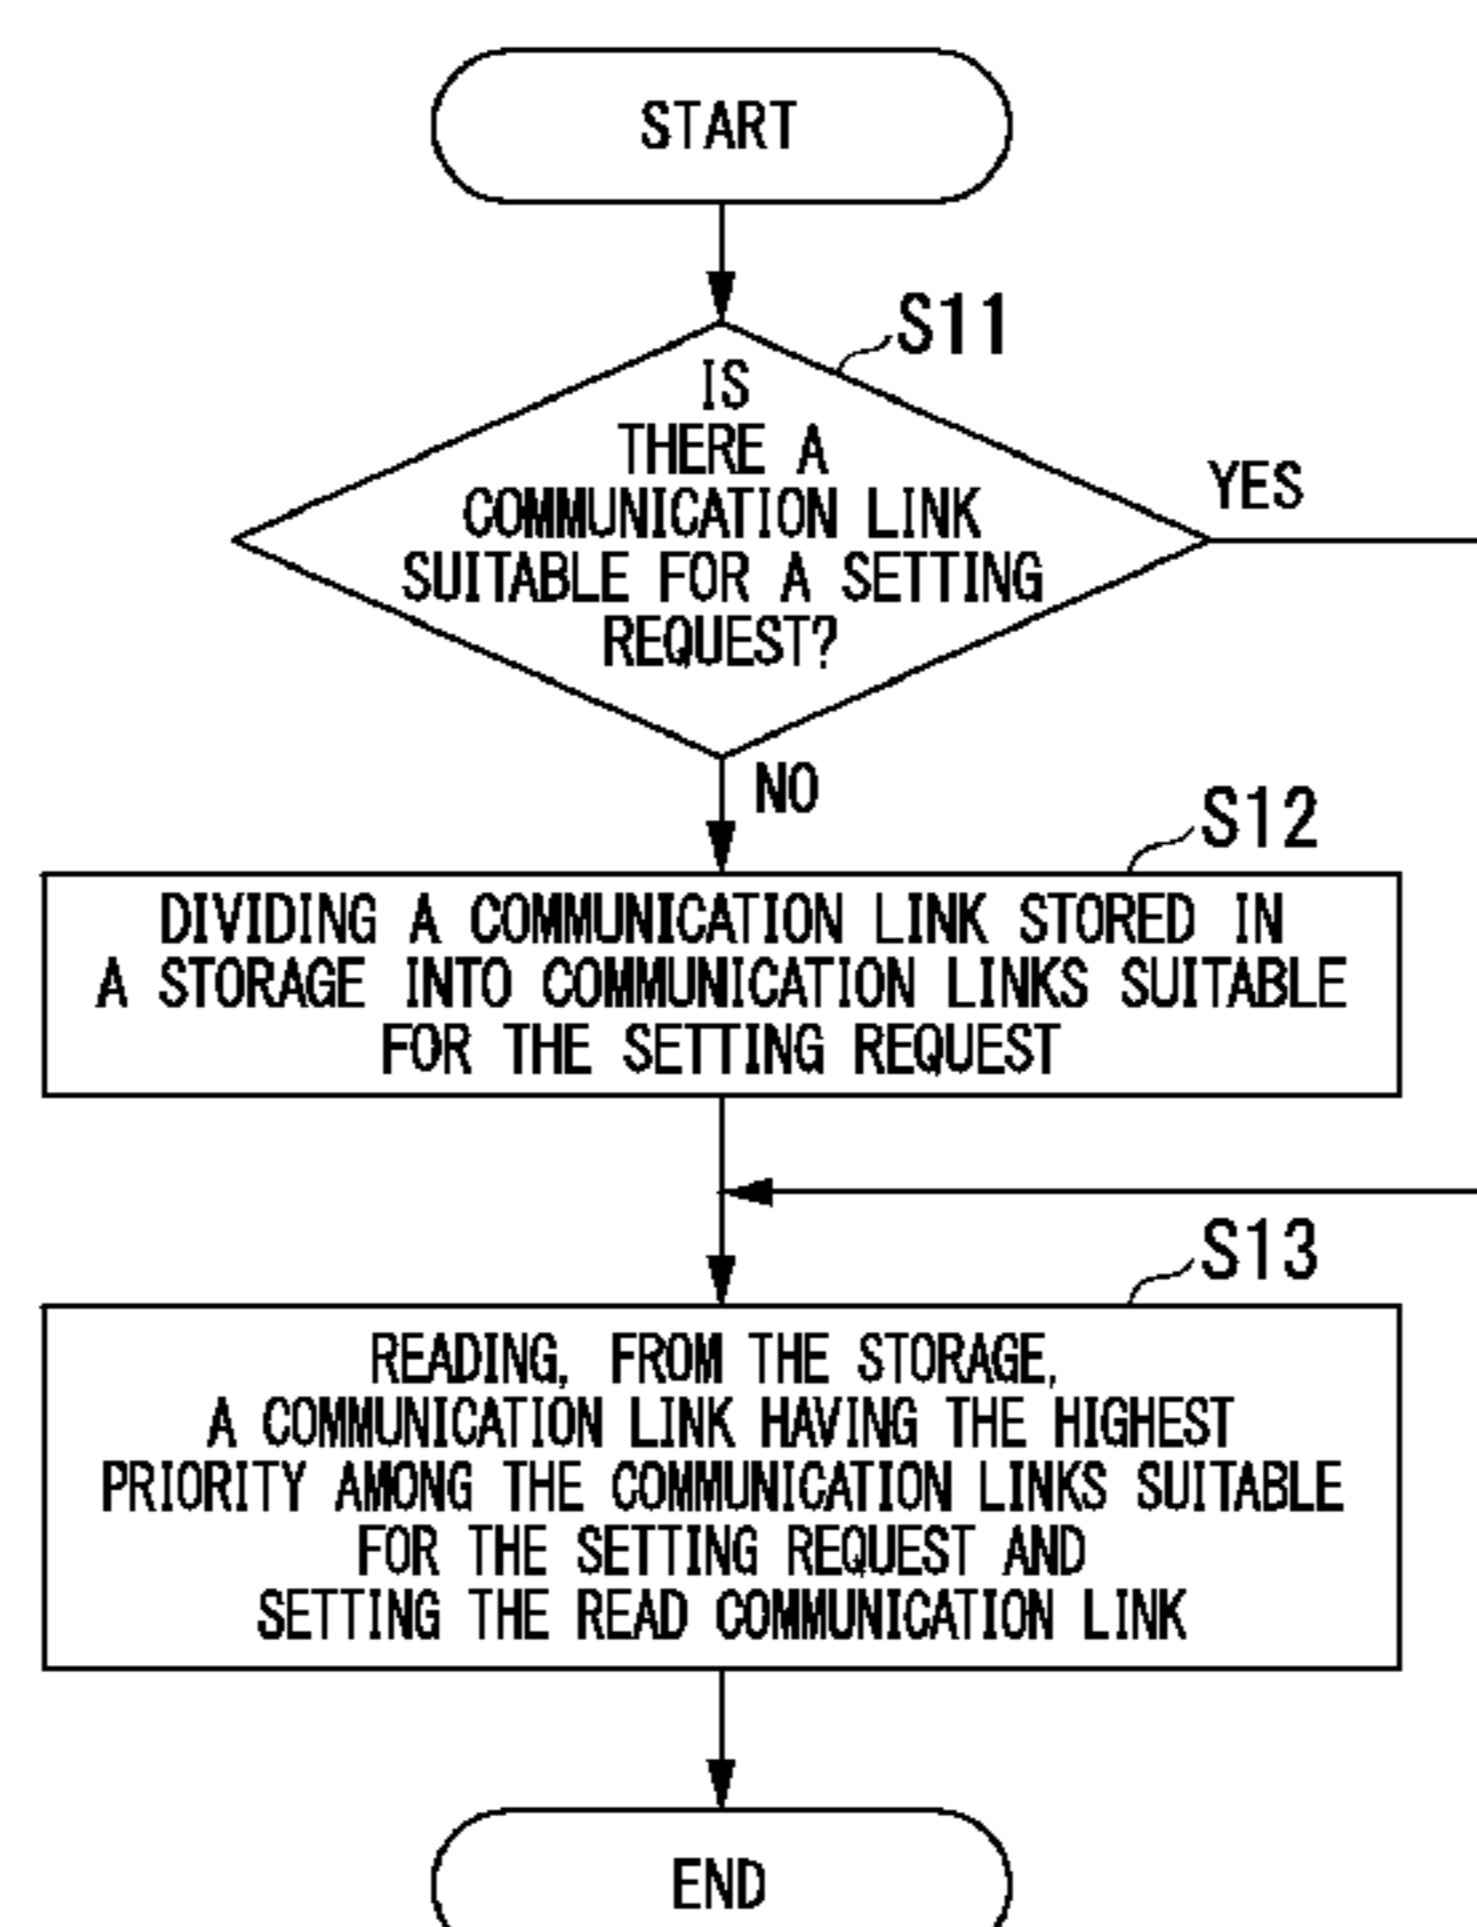 START
S11
IS
THERE A
COMMUNICATION LINK
SUITABLE FOR A SETTING
REQUEST?
YES
NO
S12
DIVIDING A COMMUNICATION LINK STORED IN
A STORAGE INTO COMMUNICATION LINKS SUITABLE
FOR THE SETTING REQUEST
S13
READING, FROM THE STORAGE,
A COMMUNICATION LINK HAVING THE HIGHEST
PRIORITY AMONG THE COMMUNICATION LINKS SUITABLE
FOR THE SETTING REQUEST AND
SETTING THE READ COMMUNICATION LINK
END